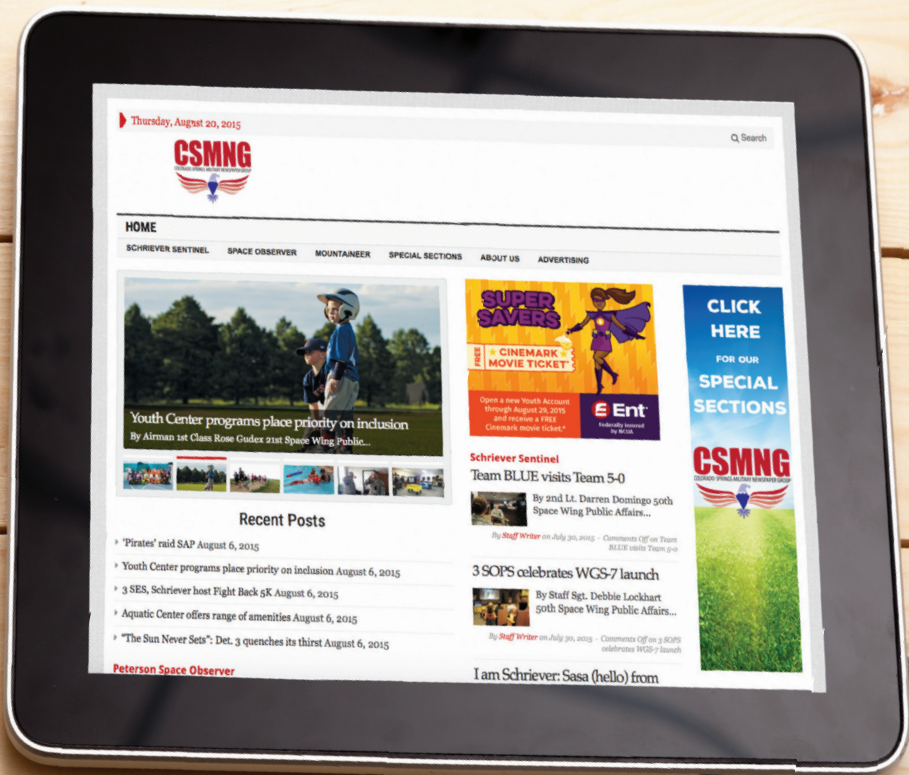 Thursday, August 20, 2015
Search
CSMNG
COLORADO SPRINGS MILITARY NEWSPAPER GROUP
HOME
SCHRIEVER SENTINEL SPACE OBSERVER MOUNTAINEER SPECIAL SECTIONS ABOUT US ADVERTISING
Youth Center programs place priority on inclusion
By Airman 1st Class Rose Gudex 21st Space Wing Public...
Recent Posts
'Pirates' raid SAP August 6, 2015
Youth Center programs place priority on inclusion August 6, 2015
3 SES, Schriever host Fight Back 5K August 6, 2015
Aquatic Center offers range of amenities August 6, 2015
"The Sun Never Sets": Det. 3 quenches its thirst August 6, 2015
Peterson Space Observer
SUPER
SAVERS
FREE
CINEMARK
MOVIE TICKET*
Open a new Youth Account
through August 29, 2015
and receive a FREE
Cinemark movie ticket.*
Ent
Federally insured
by NCUA
Schriever Sentinel
Team BLUE visits Team 5-0
By 2nd Lt. Darren Domingo 50th
Space Wing Public Affairs...
By Staff Writer on July 30, 2015 - Comments Off on Team
BLUE visits Team 5-0
3 SOPS celebrates WGS-7 launch
By Staff Sgt. Debbie Lockhart
50th Space Wing Public Affairs...
By Staff Writer on July 30, 2015 - Comments Off on 3 SOPS
celebrates WGS-7 launch
I am Schriever: Sasa (hello) from
CLICK
HERE
FOR OUR
SPECIAL
SECTIONS
CSMNG
COLORADO SPRINGS MILITARY NEWSPAPER GROUP